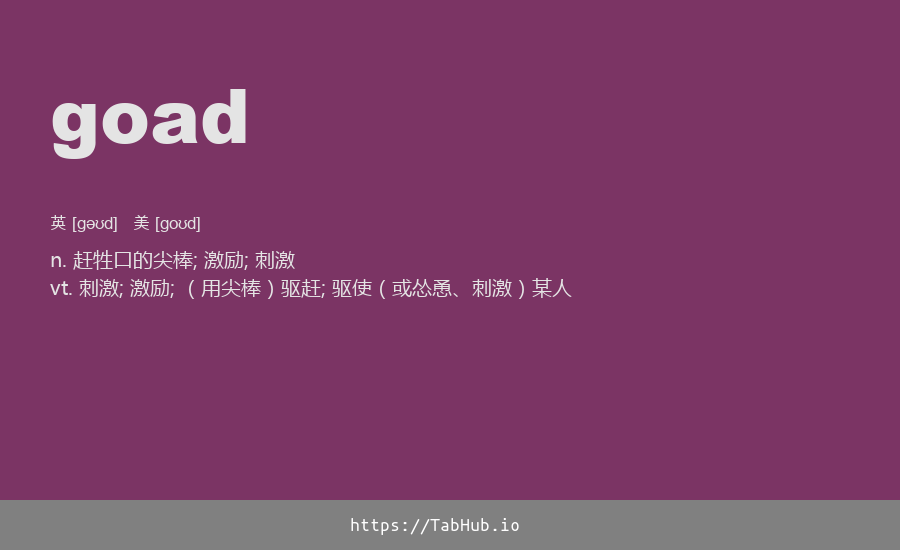 goad
英 [gəʊd] 美 [goʊd]
n. 赶牲口的尖棒; 激励; 刺激
vt. 刺激; 激励; （用尖棒）驱赶; 驱使（或怂恿、刺激）某人
https://TabHub.io